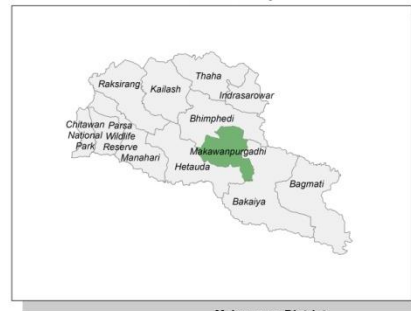 Thaha
Raksirang
Kailash
Indrasarowar
Bhimphedi
Chitawan
National
Park
Parsa
Wildlife
Reserve
Manahari
Makawanpurgadhi
Hetauda
Bagmati
Bakaiya